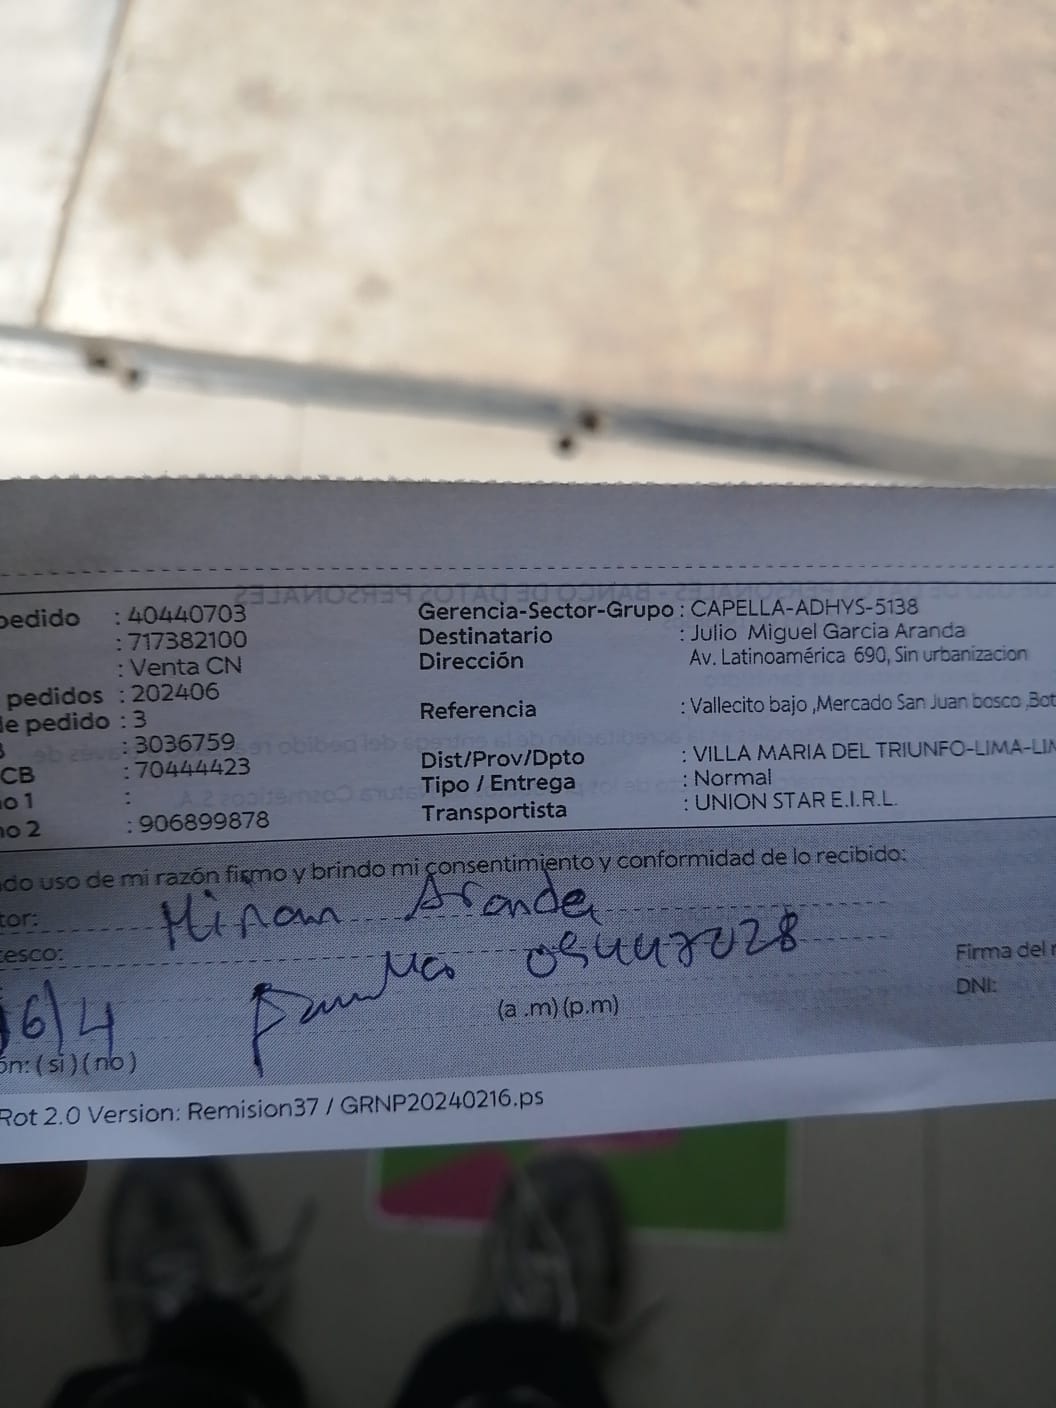 pedido : 40440703 Gerencia-Sector-Grupo : CAPELLA-ADHYS-5138
: 717382100 Destinatario : Julio Miguel Garcia Aranda
: Venta CN Dirección Av. Latinoamérica 690, Sin urbanizacion
pedidos : 202406
de pedido : 3 Referencia : Vallecito bajo ,Mercado San Juan bosco ,Bot
: 3036759 Dist/Prov/Dpto : VILLA MARIA DEL TRIUNFO-LIMA-LIM
CB : 70444423 Tipo / Entrega : Normal
no 1 : Transportista : UNION STAR E.I.R.L.
no 2 : 906899878
do uso de mi razón firmo y brindo mi consentimiento y conformidad de lo recibido:
tor: Miriam Aranda
esco: Firma del
DNI:
16/4 (a .m) (p.m)
ón: ( si ) ( no )
Rot 2.0 Version: Remision37 / GRNP20240216.ps